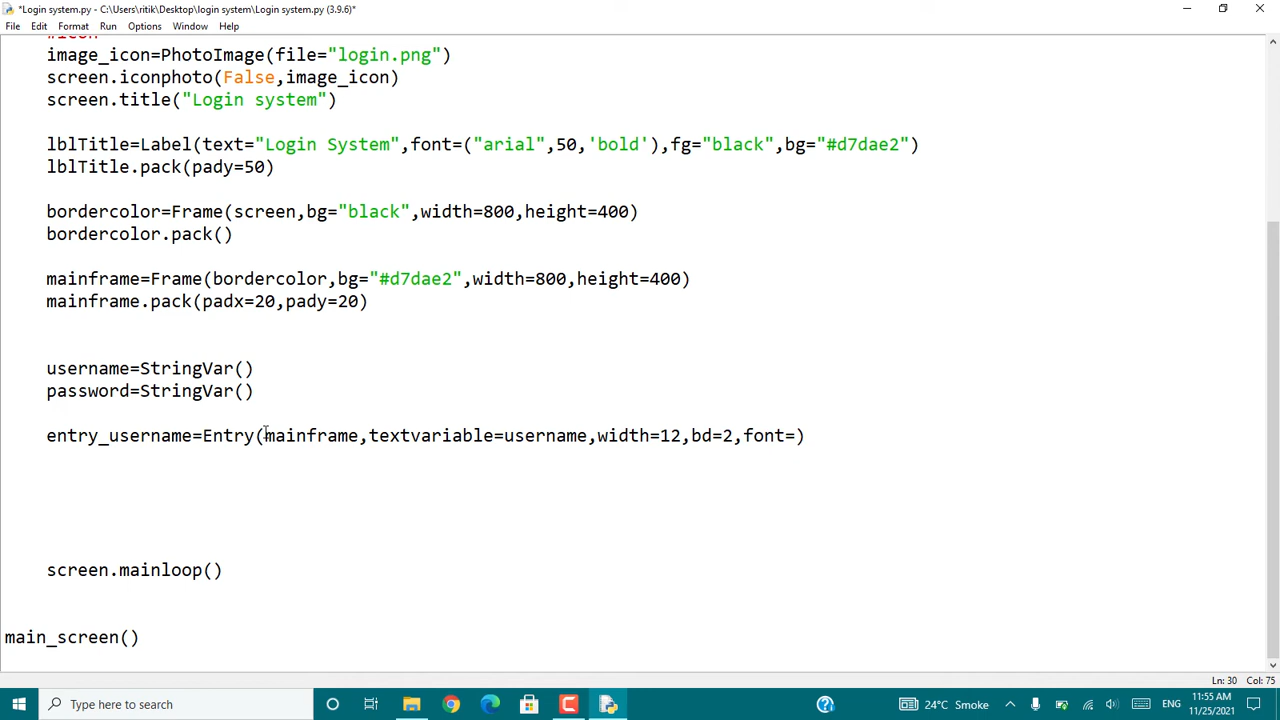 *Login system.py - C:\Users\ritik\Desktop\login system\Login system.py (3.9.6)*
File Edit Format Run Options Window Help
#icon
image_icon=PhotoImage(file="login.png")
screen.iconphoto(False,image_icon)
screen.title("Login system")
lblTitle=Label(text="Login System",font=("arial",50,'bold'),fg="black",bg="#d7dae2")
lblTitle.pack(pady=50)
bordercolor=Frame(screen,bg="black",width=800,height=400)
bordercolor.pack()
mainframe=Frame(bordercolor,bg="#d7dae2",width=800,height=400)
mainframe.pack(padx=20,pady=20)
username=StringVar()
password=StringVar()
entry_username=Entry(mainframe,textvariable=username,width=12,bd=2,font=)
screen.mainloop()
main_screen()
Ln: 30 Col: 75
Type here to search
24°C Smoke
ENG
11:55 AM
11/25/2021